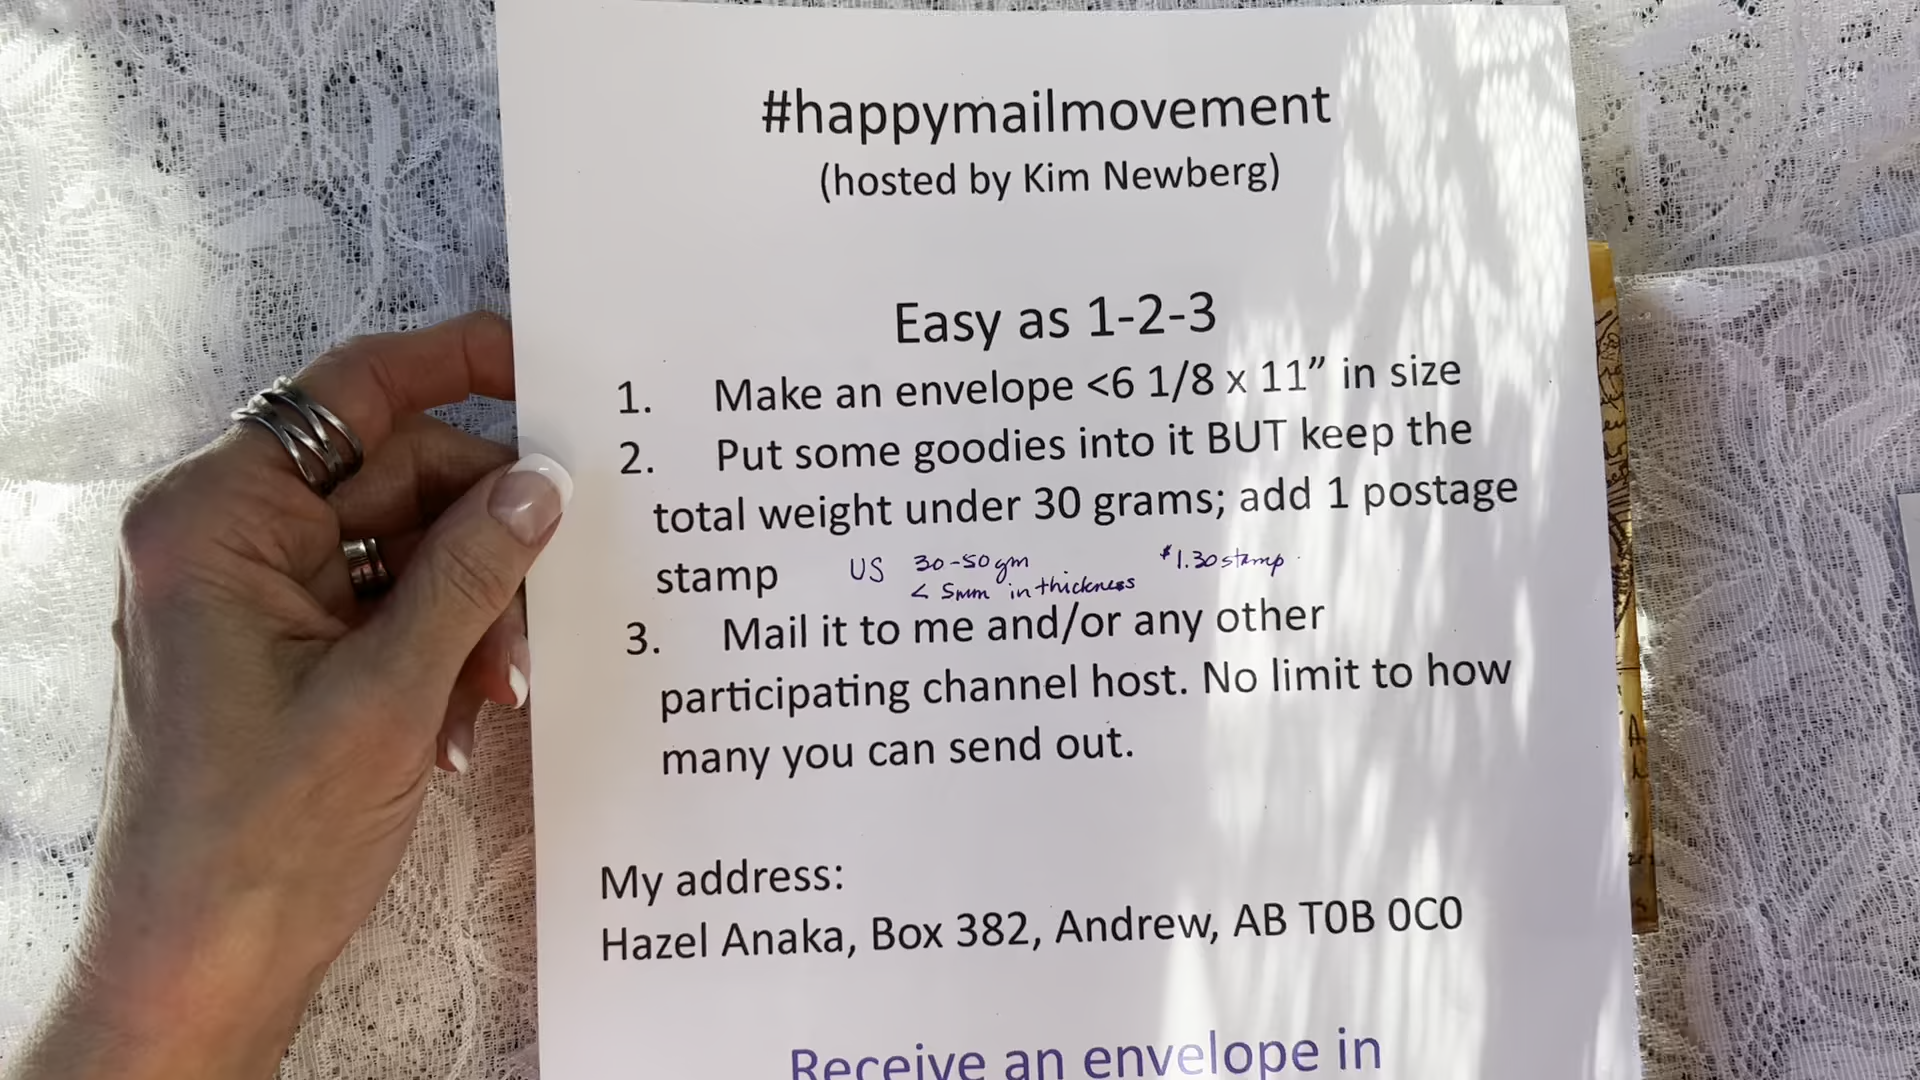 #happymailmovement
(hosted by Kim Newberg)
Easy as 1-2-3
1. Make an envelope <6 1/8 x 11” in size
2. Put some goodies into it BUT keep the
total weight under 30 grams; add 1 postage
stamp US 30-50gm $1.30 stamp
< 5mm in thickness
3. Mail it to me and/or any other
participating channel host. No limit to how
many you can send out.
My address:
Hazel Anaka, Box 382, Andrew, AB T0B 0C0
Receive an envelope in